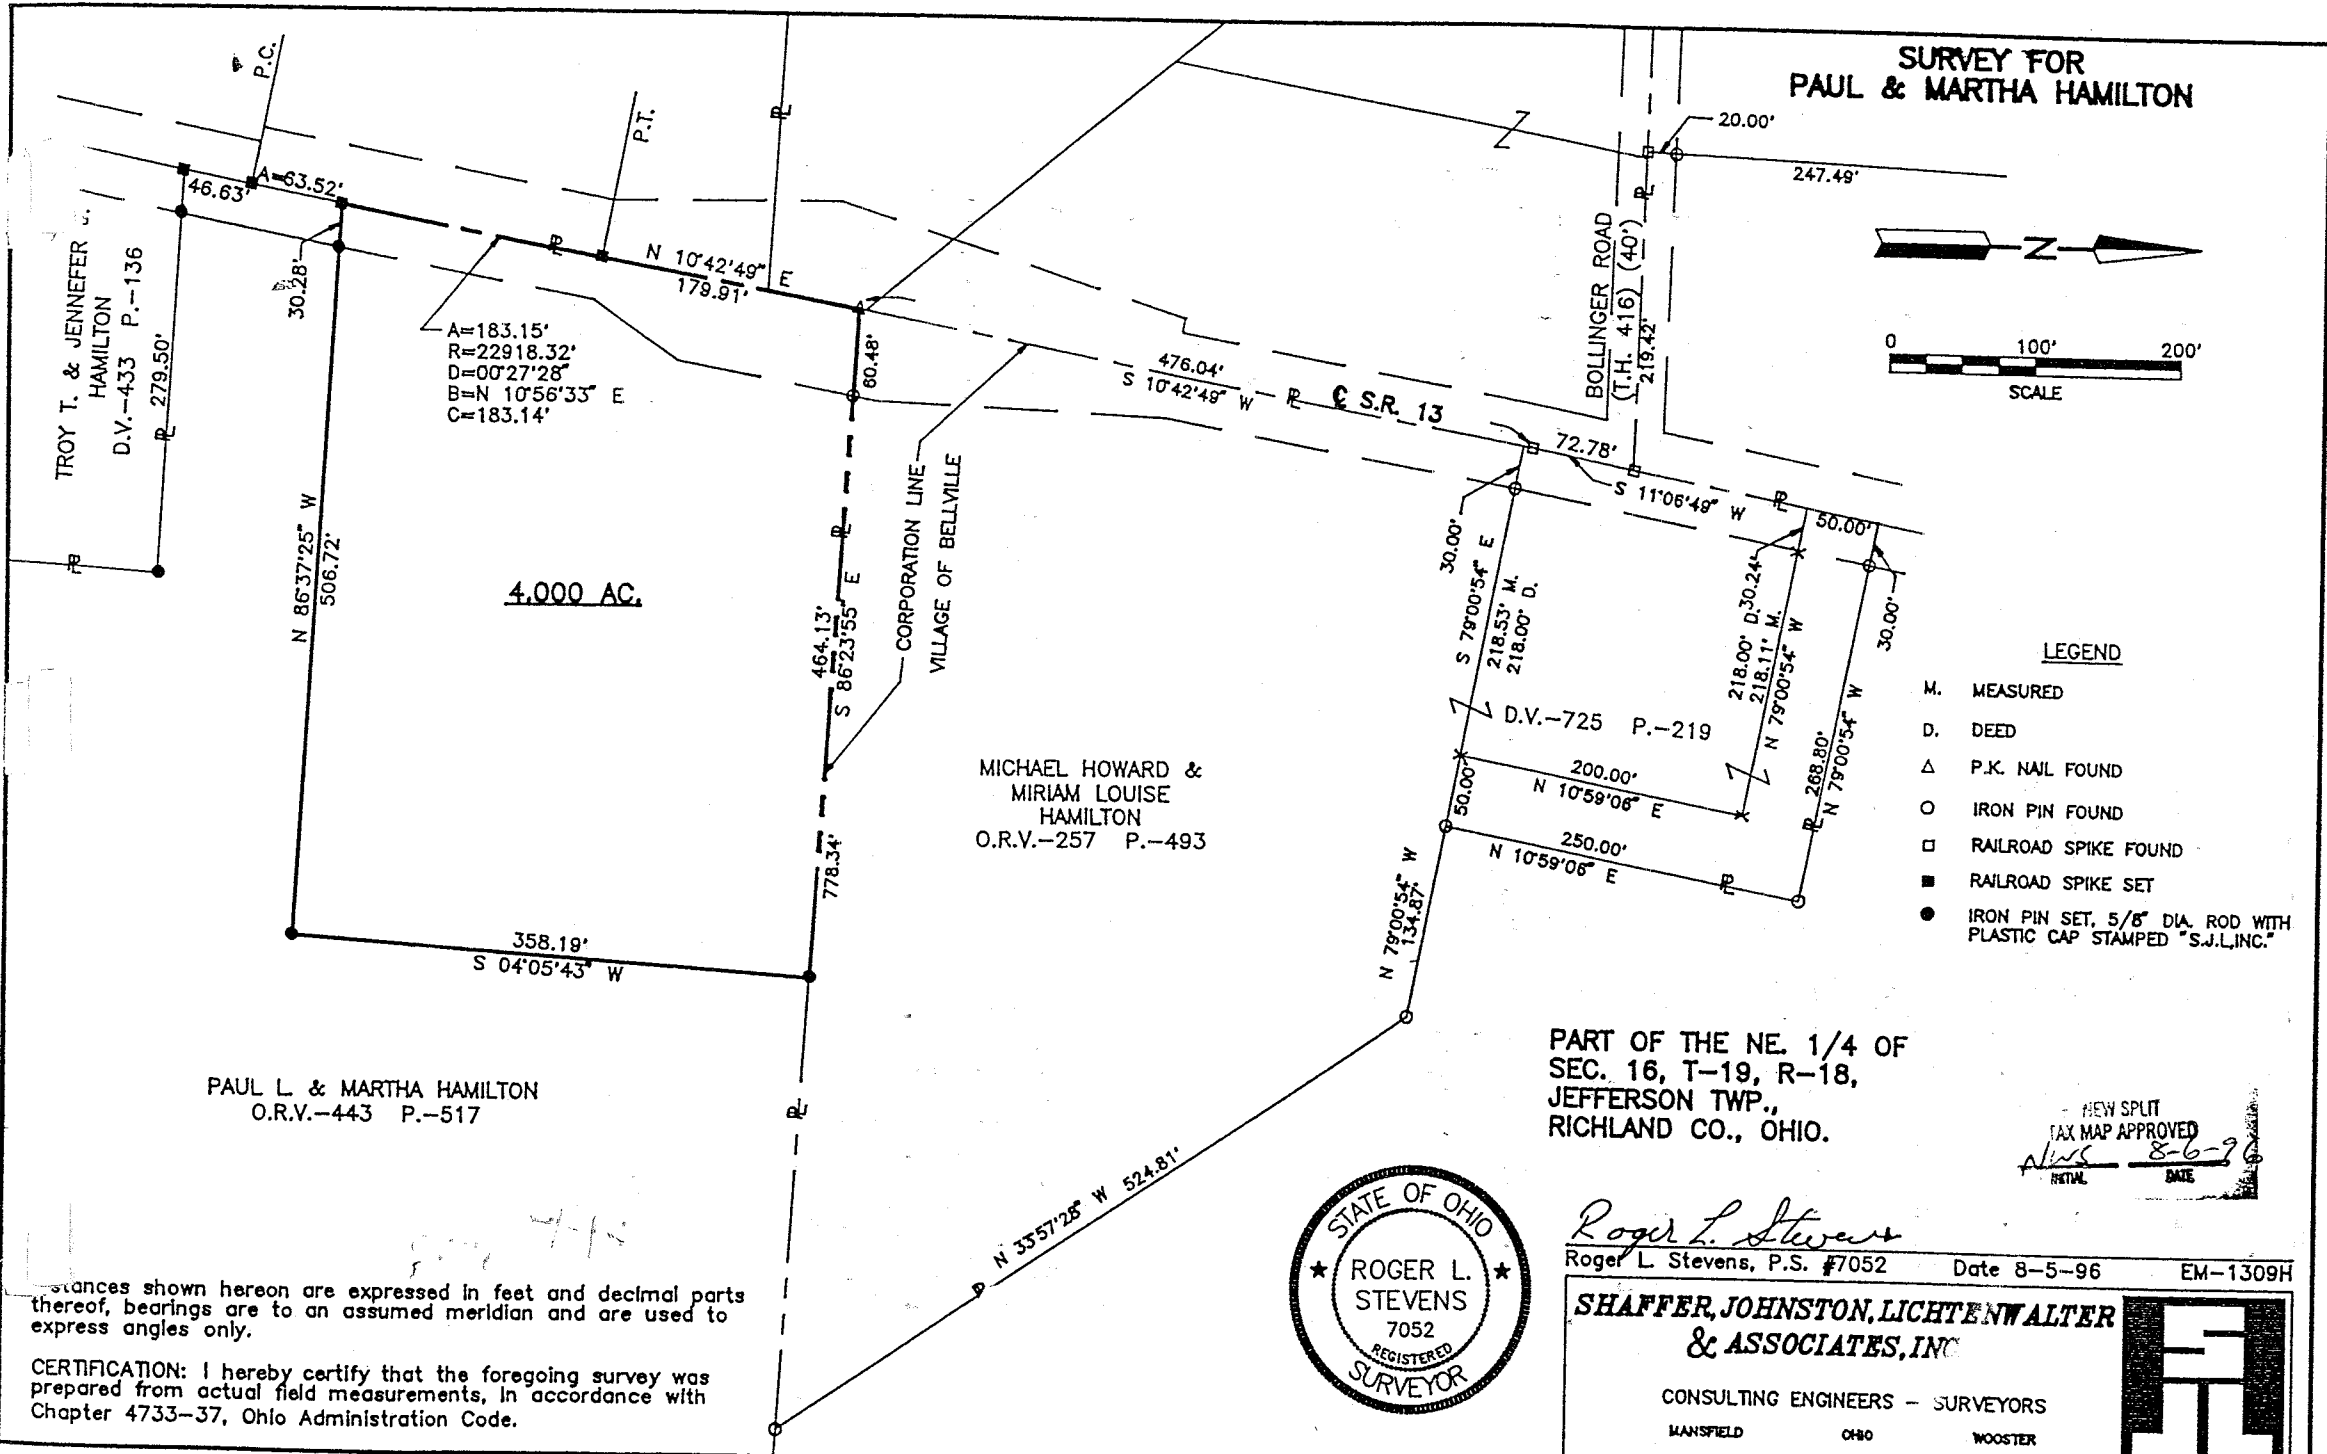 SURVEY FOR
PAUL & MARTHA HAMILTON
P.C.
P.T.
20.00'
247.49'
46.63'
A=63.52'
N 10°42'49" E
179.91'
30.28'
TROY T. & JENNEFER
HAMILTON
D.V.-433 P.-136
279.50'
A=183.15'
R=22918.32'
D=00°27'28"
B=N 10°56'33" E
C=183.14'
60.48'
476.04'
S 10°42'49" W
℄ S.R. 13
BOLLINGER ROAD
(T.H. 416) (40')
219.42'
N
0 100' 200'
SCALE
72.78'
S 11°06'49" W
50.00'
30.00'
30.24'
30.00'
N 86°37'25" W
506.72'
4.000 AC.
464.13'
S 86°23'55" E
778.34'
CORPORATION LINE
VILLAGE OF BELLVILLE
S 79°00'54" E
218.53' M.
218.00' D.
218.00' D.
218.11' M.
N 79°00'54" W
268.80'
N 79°00'54" W
D.V.-725 P.-219
200.00'
N 10°59'06" E
50.00'
250.00'
N 10°59'06" E
N 79°00'54" W
134.87'
MICHAEL HOWARD &
MIRIAM LOUISE
HAMILTON
O.R.V.-257 P.-493
LEGEND
M. MEASURED
D. DEED
P.K. NAIL FOUND
IRON PIN FOUND
RAILROAD SPIKE FOUND
RAILROAD SPIKE SET
IRON PIN SET, 5/8" DIA. ROD WITH
PLASTIC CAP STAMPED "S.J.L,INC."
358.19'
S 04°05'43" W
PAUL L. & MARTHA HAMILTON
O.R.V.-443 P.-517
N 33°57'28" W 524.81'
PART OF THE NE. 1/4 OF
SEC. 16, T-19, R-18,
JEFFERSON TWP.,
RICHLAND CO., OHIO.
NEW SPLIT
TAX MAP APPROVED
8-6-96
INITIAL DATE
STATE OF OHIO
ROGER L.
STEVENS
7052
REGISTERED
SURVEYOR
Roger L. Stevens
Roger L. Stevens, P.S. #7052 Date 8-5-96 EM-1309H
SHAFFER, JOHNSTON, LICHTENWALTER
& ASSOCIATES, INC
CONSULTING ENGINEERS - SURVEYORS
MANSFIELD OHIO WOOSTER
shown hereon are expressed in feet and decimal parts
thereof, bearings are to an assumed meridian and are used to
express angles only.
CERTIFICATION: I hereby certify that the foregoing survey was
prepared from actual field measurements, in accordance with
Chapter 4733-37, Ohio Administration Code.